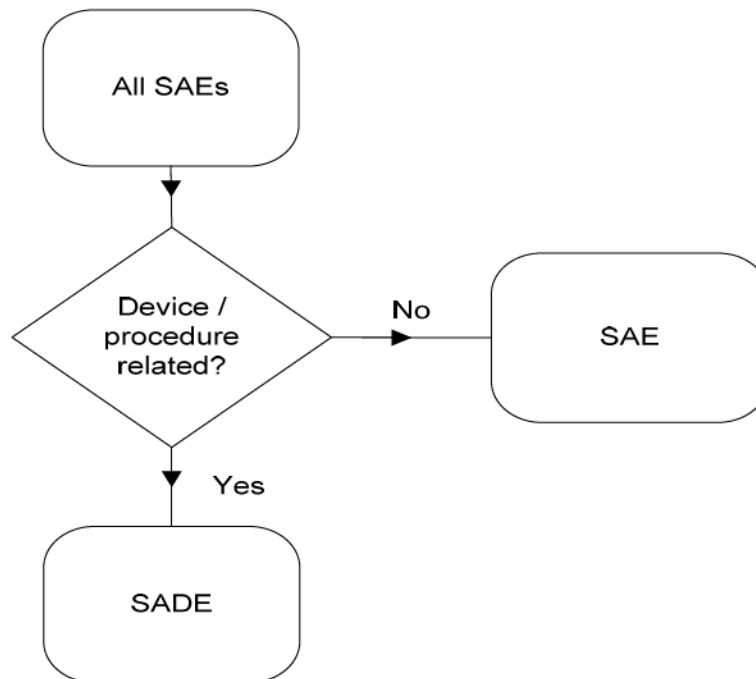 All SAEs
Device /
procedure
related?
No
SAE
Yes
SADE